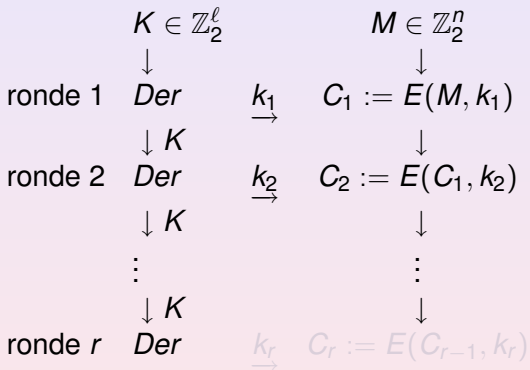 K ∈ ℤ₂^ℓ M ∈ ℤ₂ⁿ
↓ ↓
ronde 1 Der k₁ → C₁ := E(M, k₁)
↓ K ↓
ronde 2 Der k₂ → C₂ := E(C₁, k₂)
↓ K ↓
⋮ ⋮
↓ K ↓
ronde r Der k_r → C_r := E(C_{r−1}, k_r)